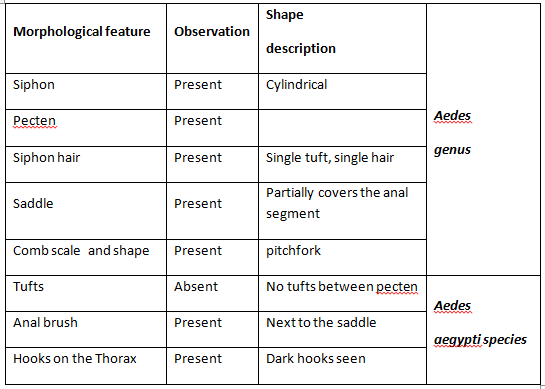 Morphological feature Observation Shape
description
Siphon Present Cylindrical
Pecten Present
Siphon hair Present Single tuft, single hair
Saddle Present Partially covers the anal
segment
Comb scale and shape Present pitchfork
Aedes
genus
Tufts Absent No tufts between pecten
Anal brush Present Next to the saddle
Hooks on the Thorax Present Dark hooks seen
Aedes
aegypti species